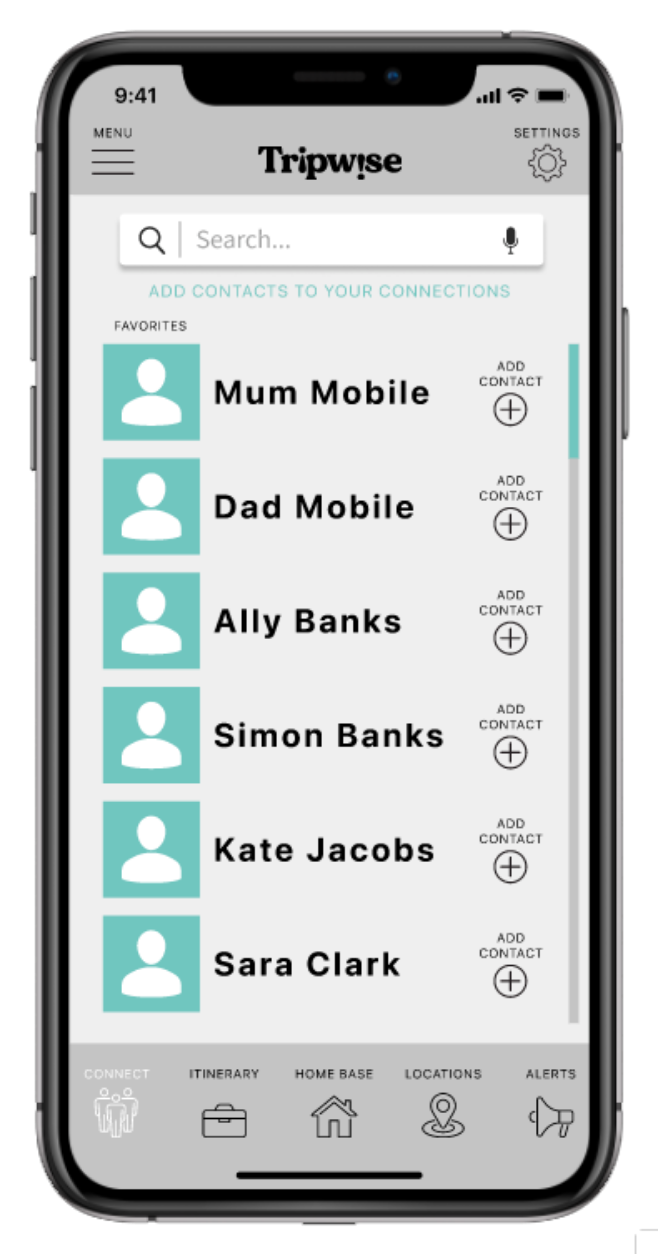 9:41
MENU
Tripwise
SETTINGS
Search...
ADD CONTACTS TO YOUR CONNECTIONS
FAVORITES
Mum Mobile
ADD
CONTACT
Dad Mobile
ADD
CONTACT
Ally Banks
ADD
CONTACT
Simon Banks
ADD
CONTACT
Kate Jacobs
ADD
CONTACT
Sara Clark
ADD
CONTACT
CONNECT ITINERARY HOME BASE LOCATIONS ALERTS